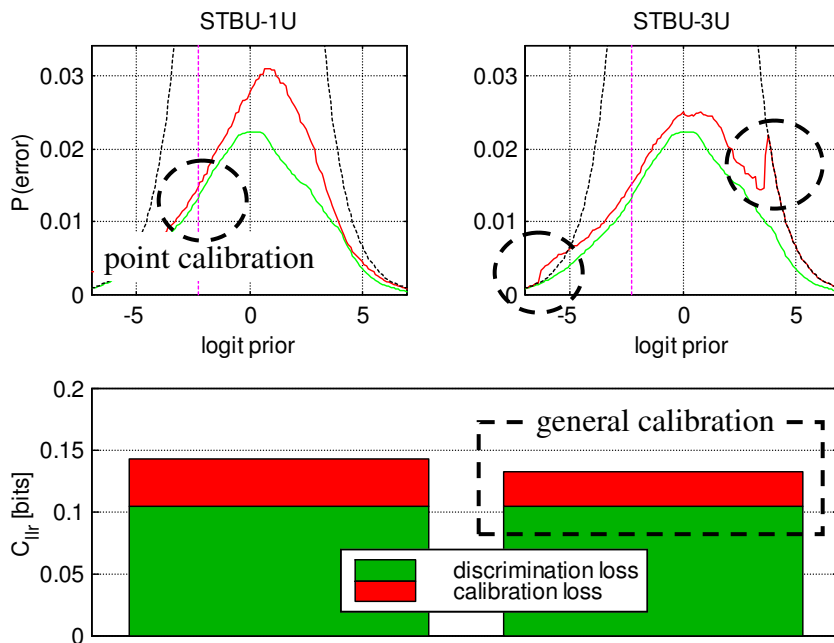 STBU-1U
STBU-3U
0.03
0.02
0.01
0
P(error)
point calibration
-5
0
5
logit prior
0.03
0.02
0.01
0
-5
0
5
logit prior
0.2
0.15
0.1
0.05
0
C_llr [bits]
general calibration
discrimination loss
calibration loss